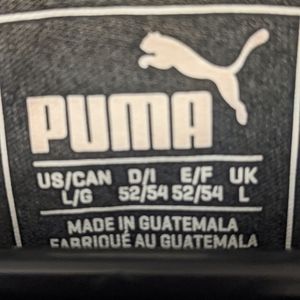 PUMA
US/CAN D/I E/F UK
L/G 52/54 52/54 L
MADE IN GUATEMALA
FABRIQUÉ AU GUATEMALA